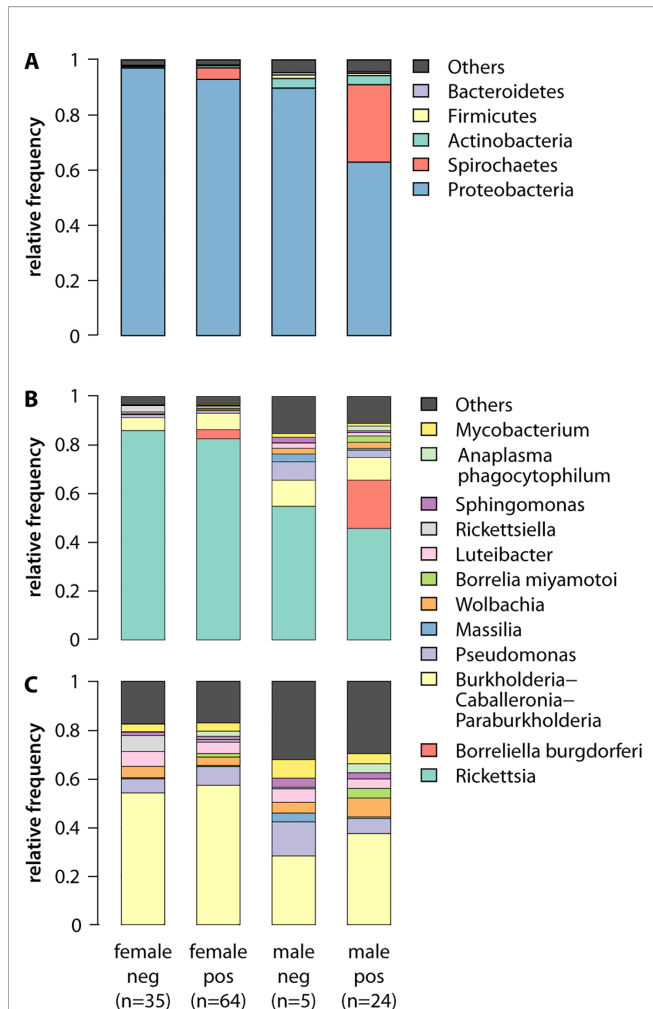 A
relative frequency
1
0.8
0.6
0.4
0.2
0
Others
Bacteroidetes
Firmicutes
Actinobacteria
Spirochaetes
Proteobacteria
B
relative frequency
1
0.8
0.6
0.4
0.2
0
Others
Mycobacterium
Anaplasma
phagocytophilum
Sphingomonas
Rickettsiella
Luteibacter
Borrelia miyamotoi
Wolbachia
Massilia
Pseudomonas
Burkholderia–
Caballeronia–
Paraburkholderia
Borreliella burgdorferi
Rickettsia
C
relative frequency
1
0.8
0.6
0.4
0.2
0
female
neg
(n=35)
female
pos
(n=64)
male
neg
(n=5)
male
pos
(n=24)